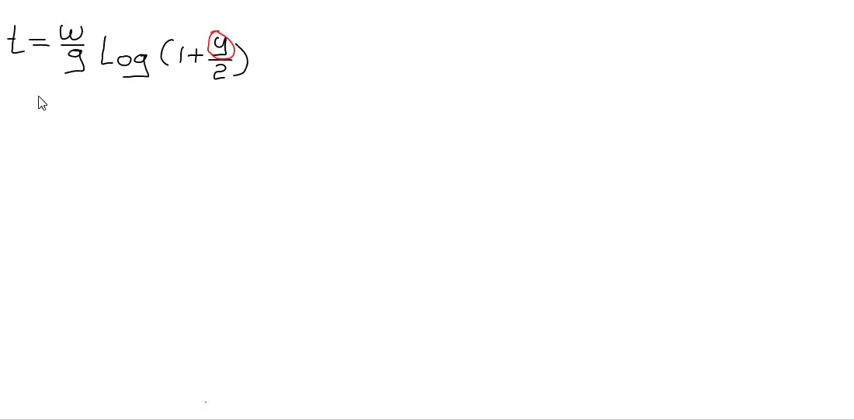 t = w/g Log (1 + y/2)